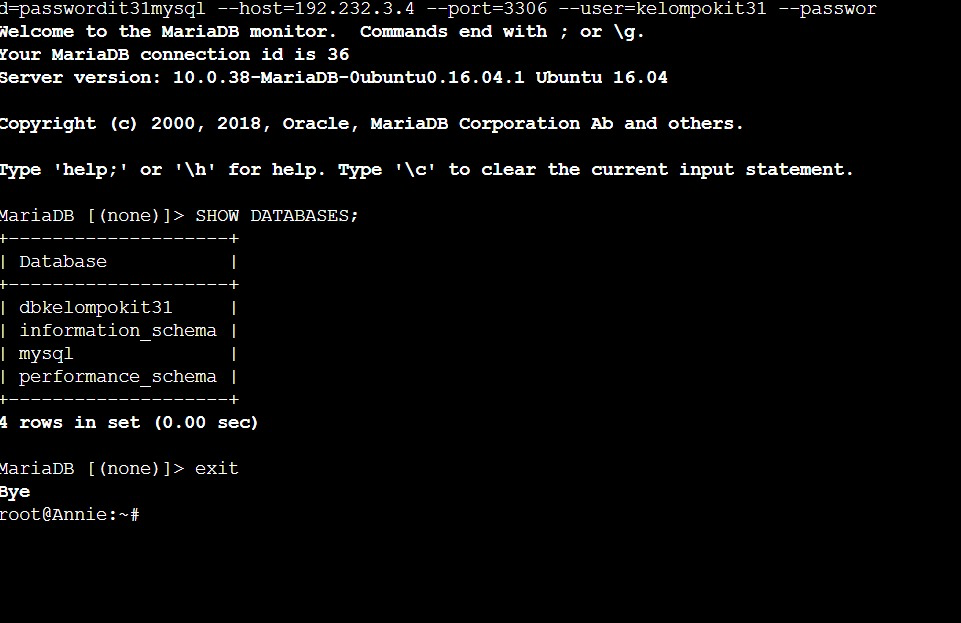 d=passwordit31mysql --host=192.232.3.4 --port=3306 --user=kelompokit31 --passwor
Welcome to the MariaDB monitor.  Commands end with ; or \g.
Your MariaDB connection id is 36
Server version: 10.0.38-MariaDB-0ubuntu0.16.04.1 Ubuntu 16.04
Copyright (c) 2000, 2018, Oracle, MariaDB Corporation Ab and others.
Type 'help;' or '\h' for help. Type '\c' to clear the current input statement.
MariaDB [(none)]> SHOW DATABASES;
+--------------------+
| Database           |
+--------------------+
| dbkelompokit31     |
| information_schema |
| mysql              |
| performance_schema |
+--------------------+
4 rows in set (0.00 sec)
MariaDB [(none)]> exit
Bye
root@Annie:~#